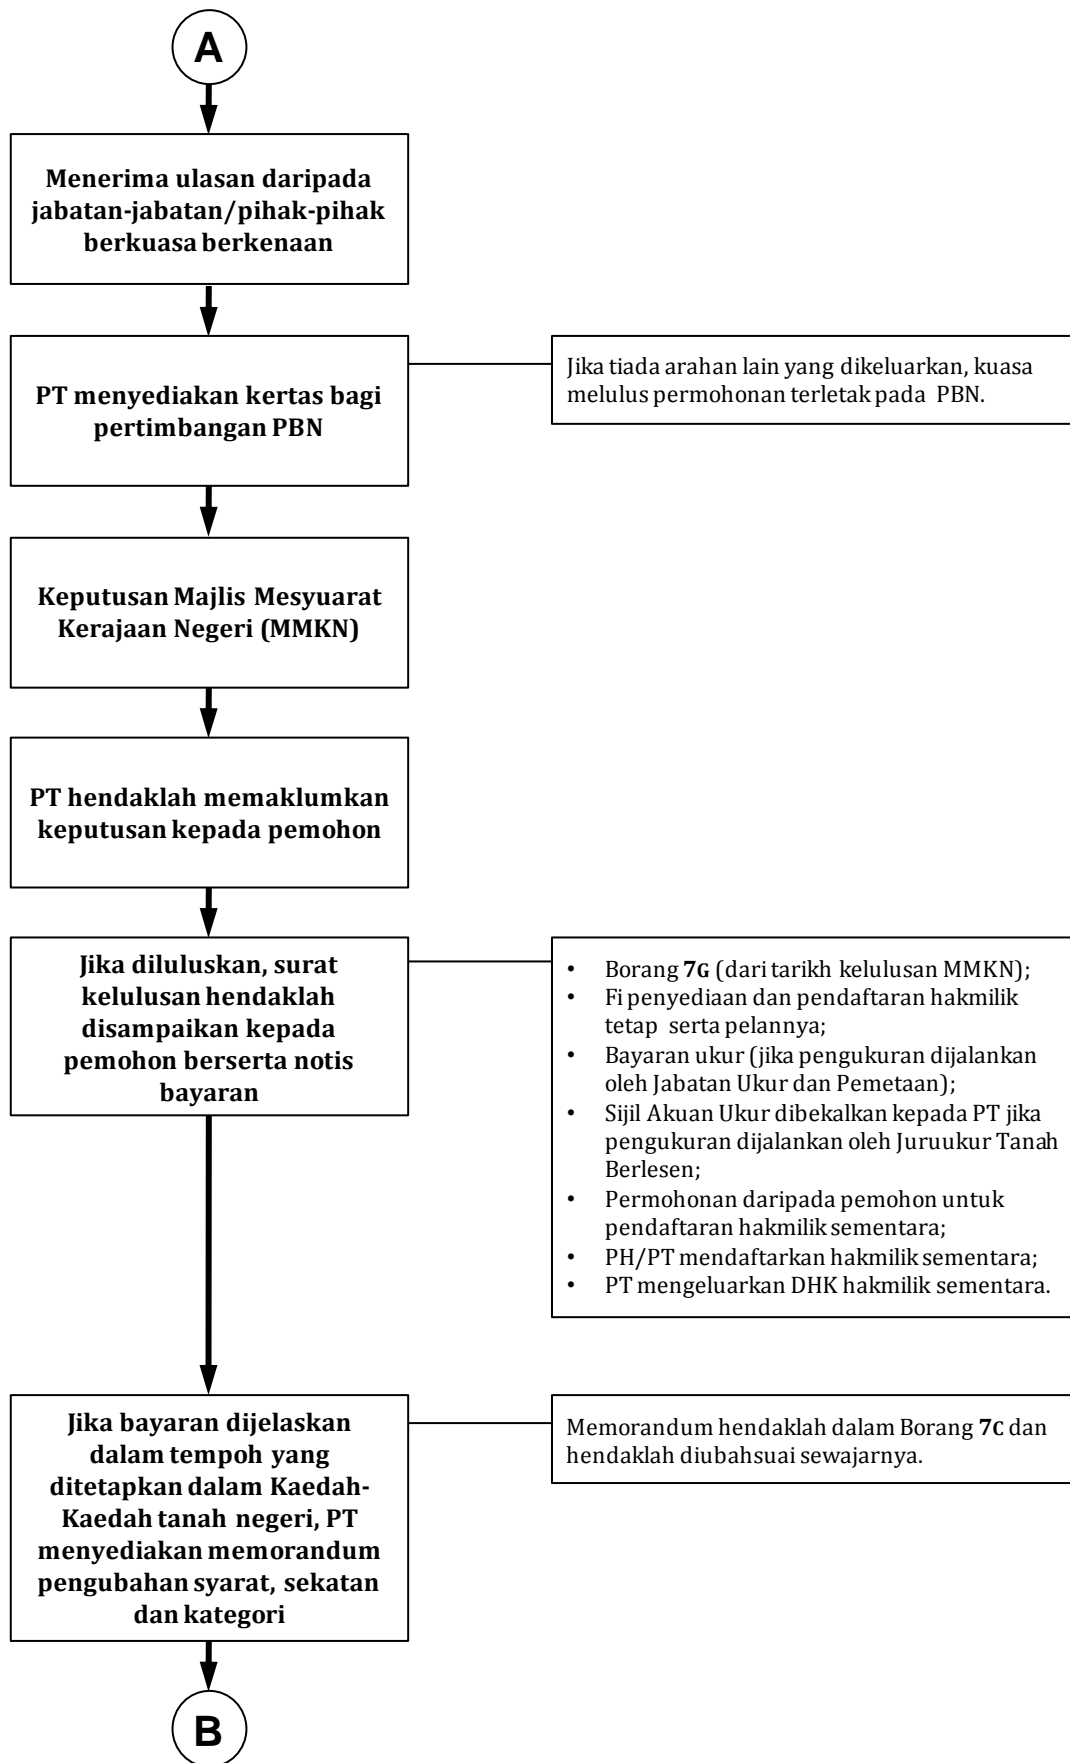 A
Menerima ulasan daripada
jabatan-jabatan/pihak-pihak
berkuasa berkenaan
PT menyediakan kertas bagi
pertimbangan PBN
Jika tiada arahan lain yang dikeluarkan, kuasa
melulus permohonan terletak pada PBN.
Keputusan Majlis Mesyuarat
Kerajaan Negeri (MMKN)
PT hendaklah memaklumkan
keputusan kepada pemohon
Jika diluluskan, surat
kelulusan hendaklah
disampaikan kepada
pemohon berserta notis
bayaran
• Borang 7G (dari tarikh kelulusan MMKN);
• Fi penyediaan dan pendaftaran hakmilik
tetap serta pelannya;
• Bayaran ukur (jika pengukuran dijalankan
oleh Jabatan Ukur dan Pemetaan);
• Sijil Akuan Ukur dibekalkan kepada PT jika
pengukuran dijalankan oleh Juruukur Tanah
Berlesen;
• Permohonan daripada pemohon untuk
pendaftaran hakmilik sementara;
• PH/PT mendaftarkan hakmilik sementara;
• PT mengeluarkan DHK hakmilik sementara.
Jika bayaran dijelaskan
dalam tempoh yang
ditetapkan dalam Kaedah-
Kaedah tanah negeri, PT
menyediakan memorandum
pengubahan syarat, sekatan
dan kategori
Memorandum hendaklah dalam Borang 7C dan
hendaklah diubahsuai sewajarnya.
B